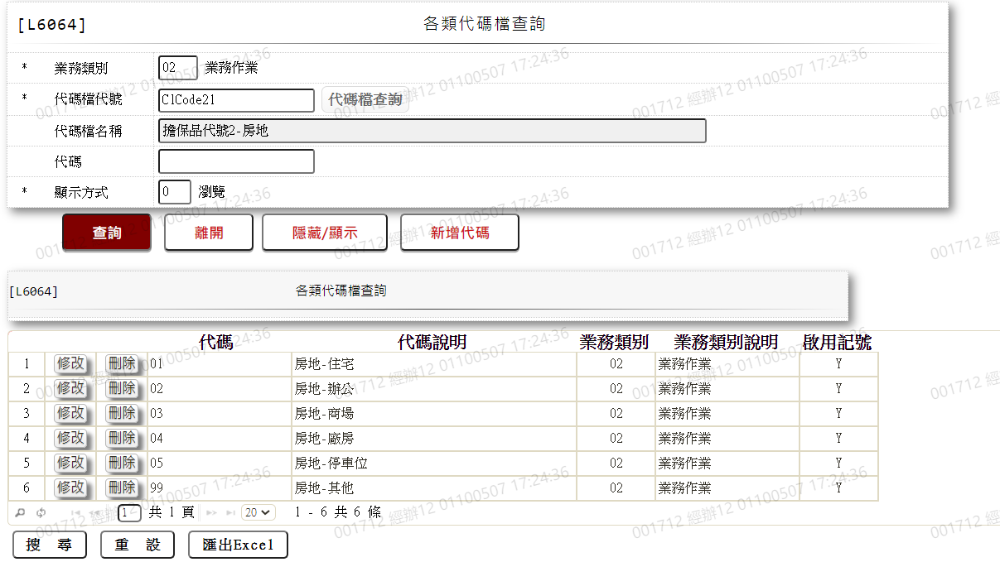 [L6064] 各類代碼檔查詢
* 業務類別 02 業務作業
* 代碼檔代號 ClCode21 代碼檔查詢
代碼檔名稱 擔保品代號2-房地
代碼
* 顯示方式 0 瀏覽
查詢 離開 隱藏/顯示 新增代碼
[L6064] 各類代碼檔查詢
代碼 代碼說明 業務類別 業務類別說明 啟用記號
1 修改 刪除 01 房地-住宅 02 業務作業 Y
2 修改 刪除 02 房地-辦公 02 業務作業 Y
3 修改 刪除 03 房地-商場 02 業務作業 Y
4 修改 刪除 04 房地-廠房 02 業務作業 Y
5 修改 刪除 05 房地-停車位 02 業務作業 Y
6 修改 刪除 99 房地-其他 02 業務作業 Y
1 共 1 頁 20 1 - 6 共 6 條
搜 尋 重 設 匯出Excel
001712 經辦12 01100507 17:24:36